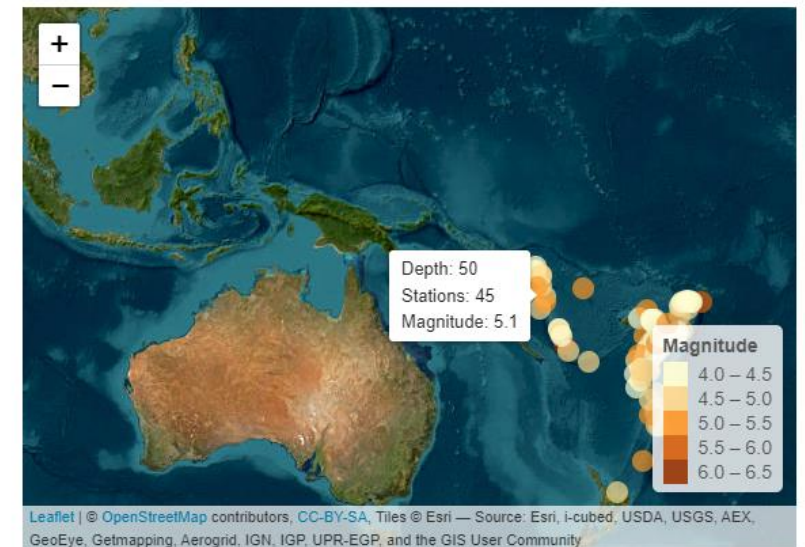 +
−
Depth: 50
Stations: 45
Magnitude: 5.1
Magnitude
4.0 – 4.5
4.5 – 5.0
5.0 – 5.5
5.5 – 6.0
6.0 – 6.5
Leaflet | © OpenStreetMap contributors, CC-BY-SA, Tiles © Esri — Source: Esri, i-cubed, USDA, USGS, AEX,
GeoEye, Getmapping, Aerogrid, IGN, IGP, UPR-EGP, and the GIS User Community